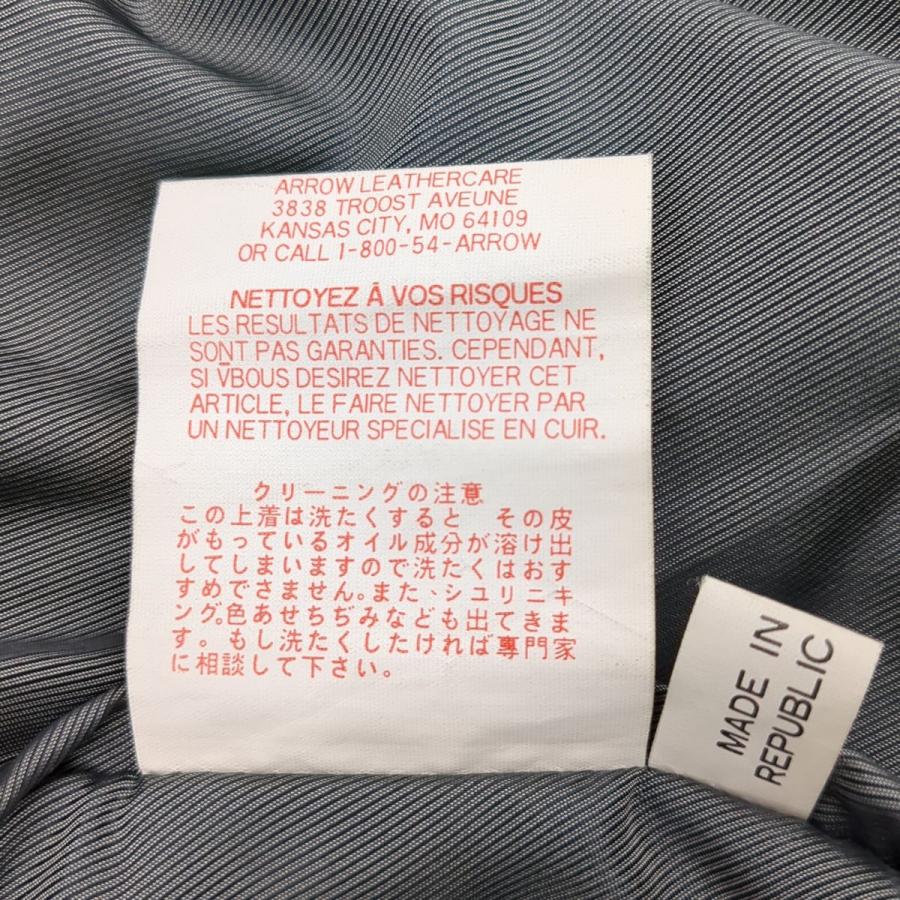 ARROW LEATHERCARE
3838 TROOST AVEUNE
KANSAS CITY, MO 64109
OR CALL 1-800-54-ARROW
NETTOYEZ Á VOS RISQUES
LES RESULTATS DE NETTOYAGE NE
SONT PAS GARANTIES. CEPENDANT,
SI VBOUS DESIREZ NETTOYER CET
ARTICLE, LE FAIRE NETTOYER PAR
UN NETTOYEUR SPECIALISE EN CUIR.
クリーニングの注意
この上着は洗たくすると その皮
がもっているオイル成分が溶け出
してしまいますので洗たくはおす
すめでさません。また、シユリニキ
ング。色あせちぢみなども出てきま
す。もし洗たくしたければ專門家
に相談して下さい。
MADE IN
REPUBLIC